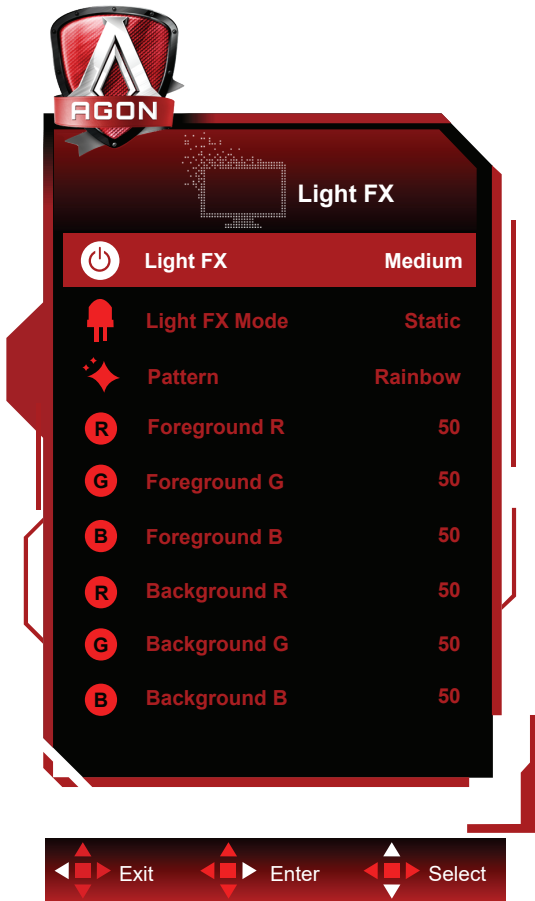 AGON
Light FX
Light FX Medium
Light FX Mode Static
Pattern Rainbow
R Foreground R 50
G Foreground G 50
B Foreground B 50
R Background R 50
G Background G 50
B Background B 50
Exit Enter Select